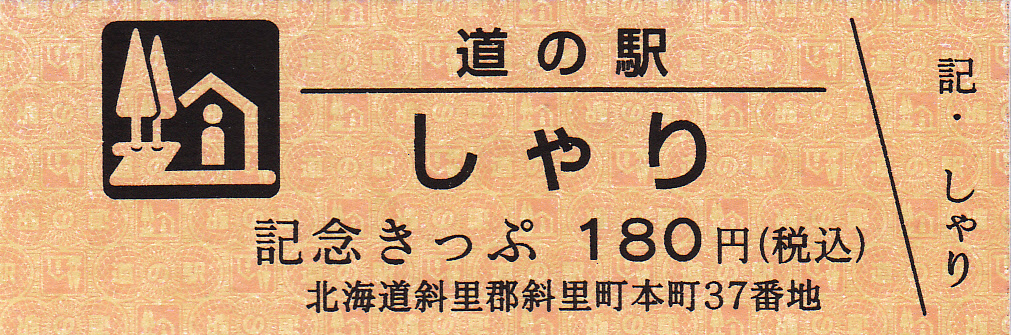 道の駅
しゃり
記念きっぷ 180円(税込)
北海道斜里郡斜里町本町37番地
記・しゃり